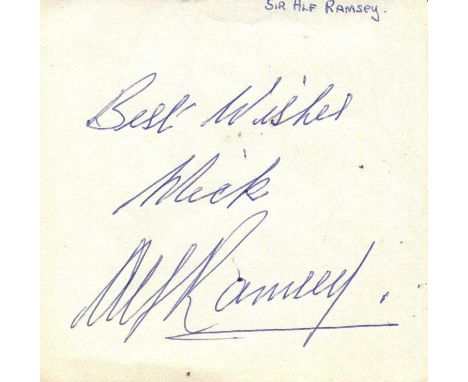 Sir Alf Ramsey.
Best Wishes
Mick
Alf Ramsey.